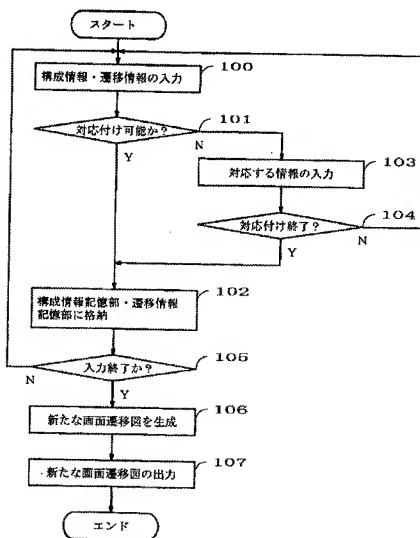 スタート
構成情報・遷移情報の入力
100
対応付け可能か?
101
N
Y
対応する情報の入力
103
対応付け終了?
104
N
Y
構成情報記憶部・遷移情報
記憶部に格納
102
入力終了か?
105
N
Y
新たな画面遷移図を生成
106
新たな画面遷移図の出力
107
エンド